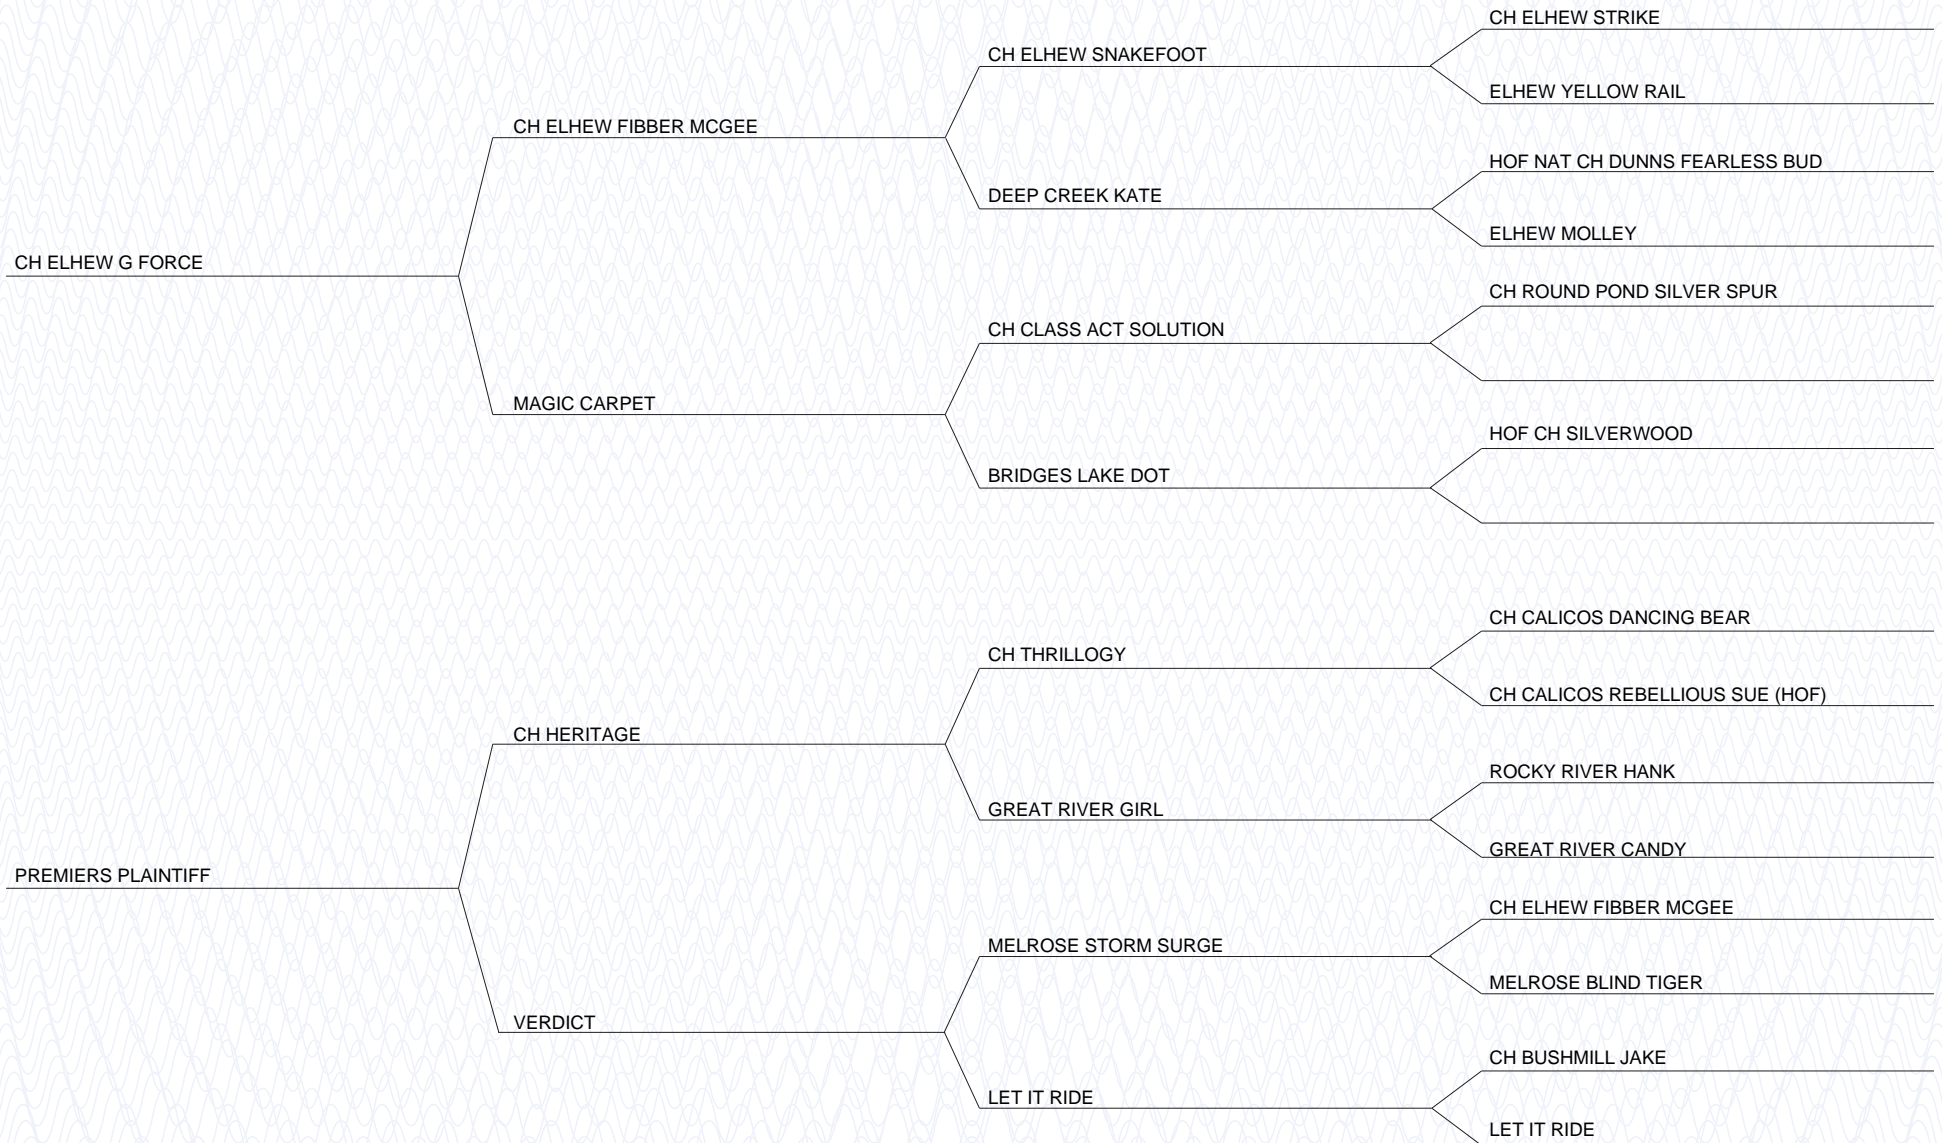 CH ELHEW STRIKE
CH ELHEW SNAKEFOOT
ELHEW YELLOW RAIL
CH ELHEW FIBBER MCGEE
HOF NAT CH DUNNS FEARLESS BUD
DEEP CREEK KATE
ELHEW MOLLEY
CH ELHEW G FORCE
CH ROUND POND SILVER SPUR
CH CLASS ACT SOLUTION
MAGIC CARPET
HOF CH SILVERWOOD
BRIDGES LAKE DOT
CH CALICOS DANCING BEAR
CH THRILLOGY
CH CALICOS REBELLIOUS SUE (HOF)
CH HERITAGE
ROCKY RIVER HANK
GREAT RIVER GIRL
GREAT RIVER CANDY
PREMIERS PLAINTIFF
CH ELHEW FIBBER MCGEE
MELROSE STORM SURGE
MELROSE BLIND TIGER
VERDICT
CH BUSHMILL JAKE
LET IT RIDE
LET IT RIDE